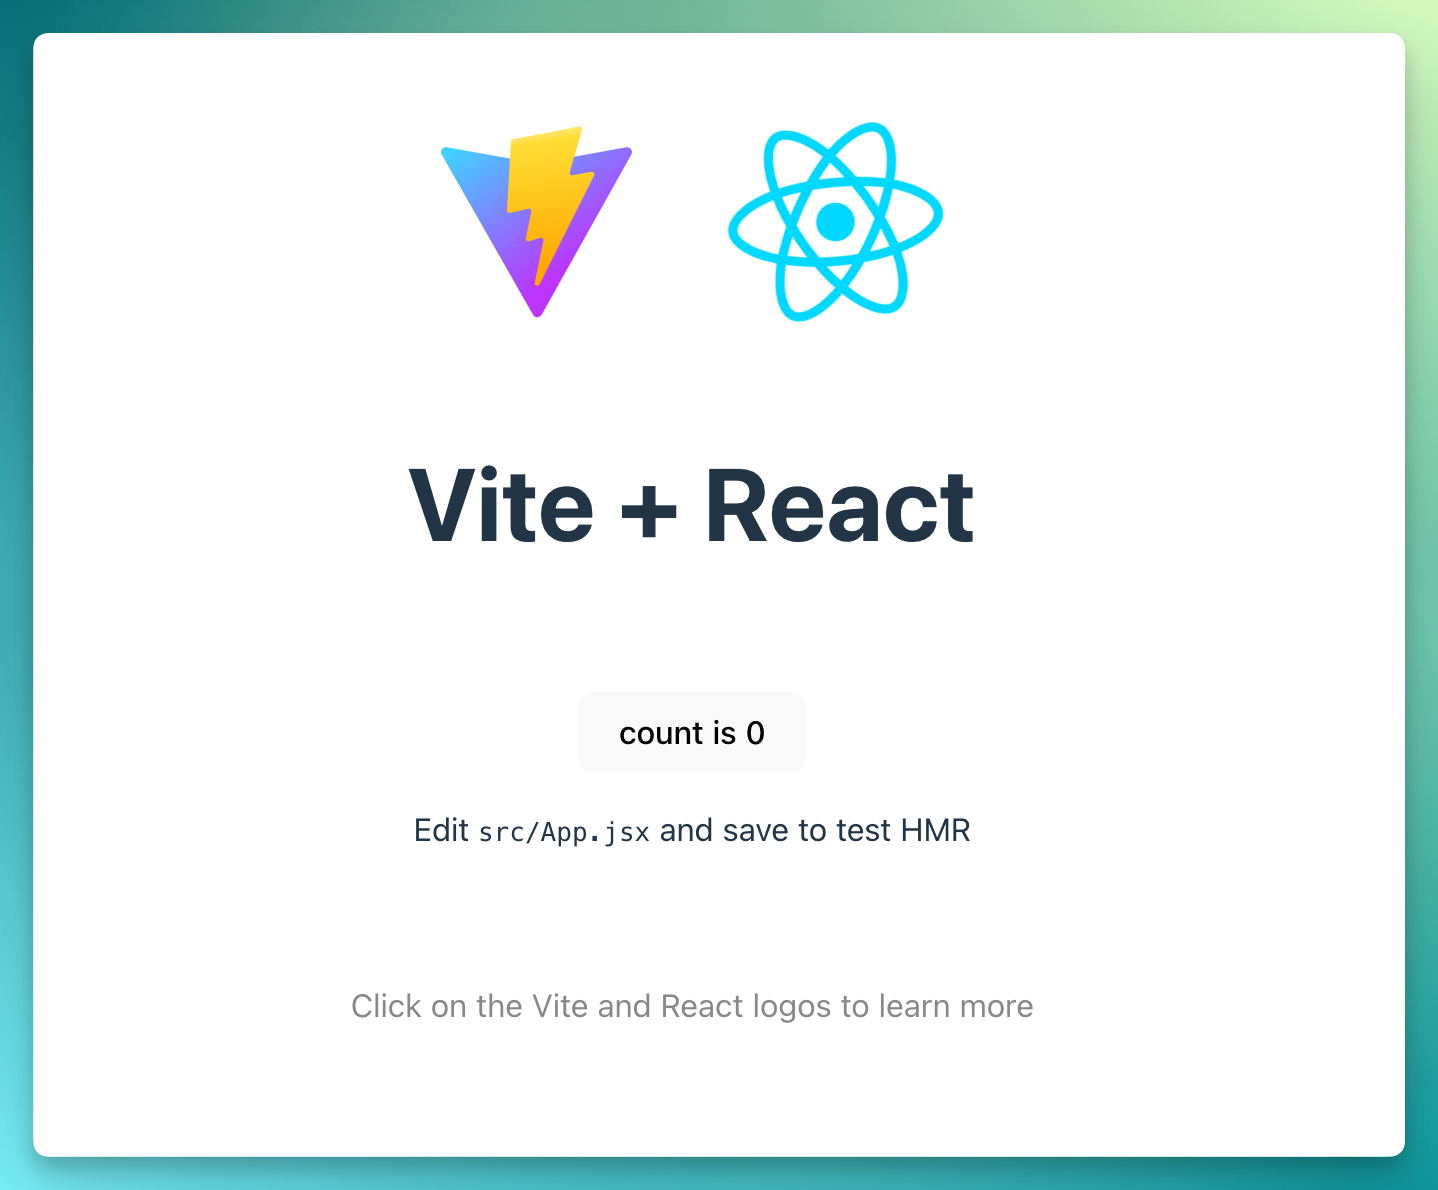 Vite + React
count is 0
Edit src/App.jsx and save to test HMR
Click on the Vite and React logos to learn more